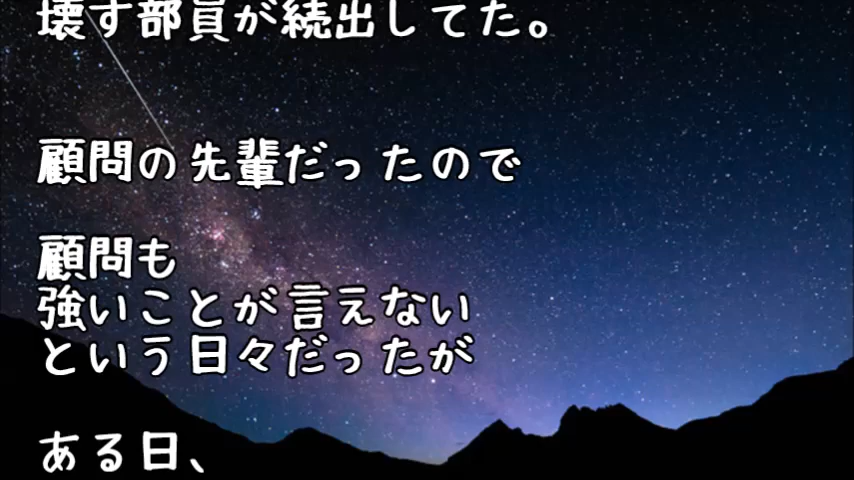 壊す部員が続出してた。
顧問の先輩だったので
顧問も
強いことが言えない
という日々だったが
ある日、